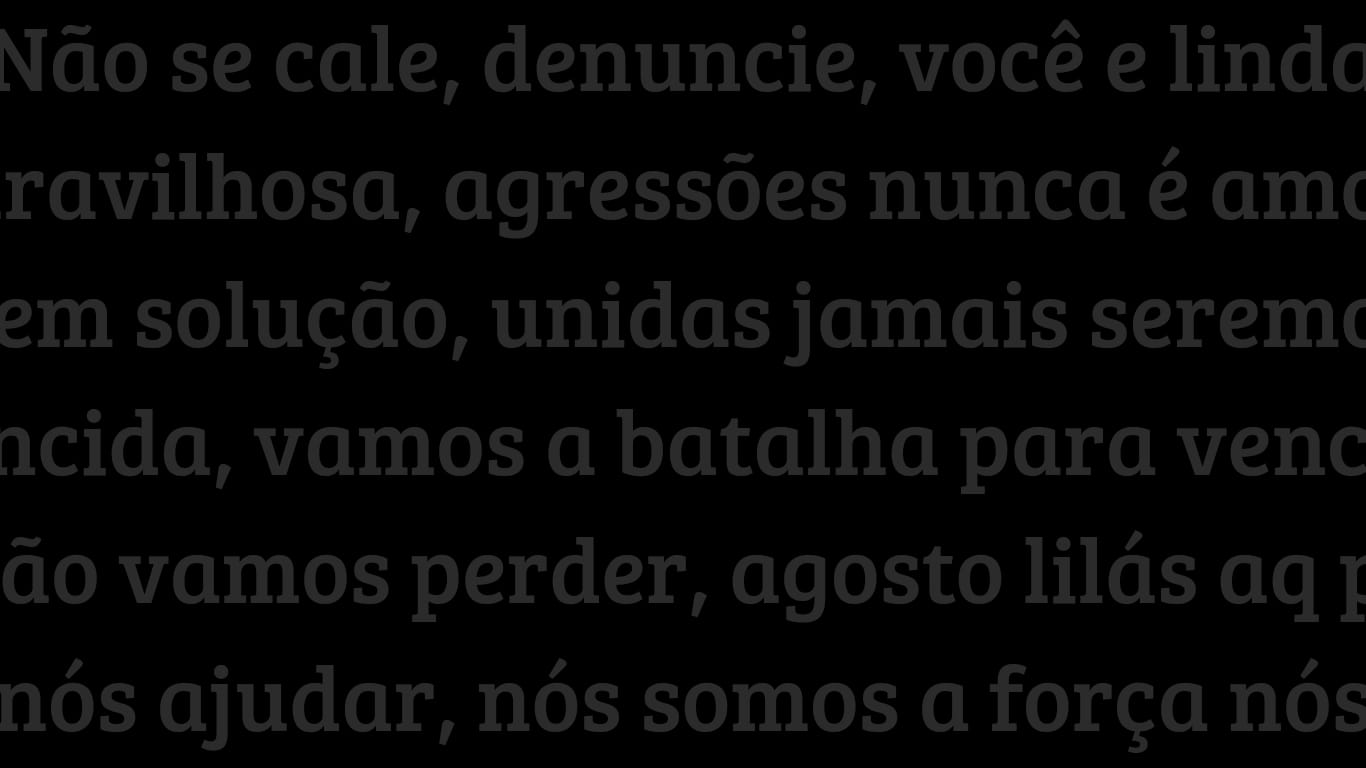 Não se cale, denuncie, você e linda
ravilhosa, agressões nunca é amo
em solução, unidas jamais seremo
ncida, vamos a batalha para venc
ão vamos perder, agosto lilás aq p
nós ajudar, nós somos a força nós